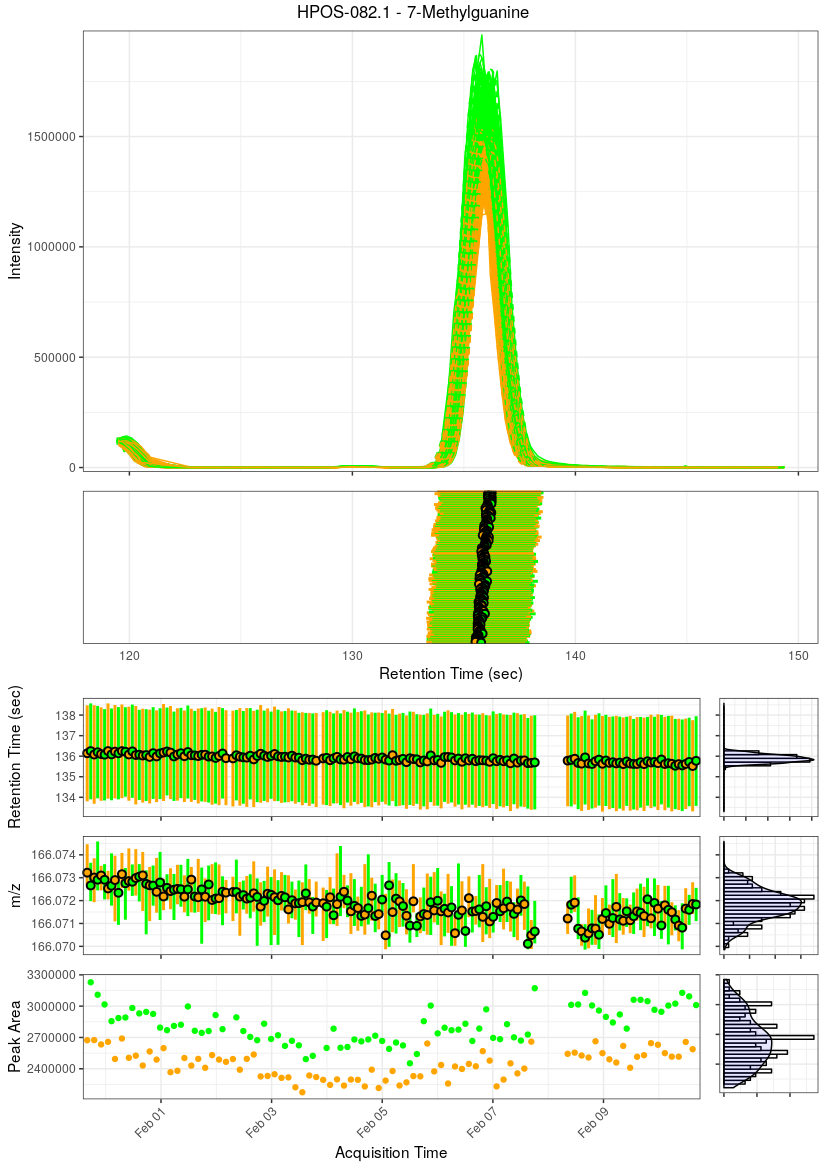 HPOS-082.1 - 7-Methylguanine
Intensity
1500000
1000000
500000
0
120
130
140
150
Retention Time (sec)
Retention Time (sec)
138
137
136
135
134
m/z
166.074
166.073
166.072
166.071
166.070
Peak Area
3300000
3000000
2700000
2400000
Feb 01
Feb 03
Feb 05
Feb 07
Feb 09
Acquisition Time